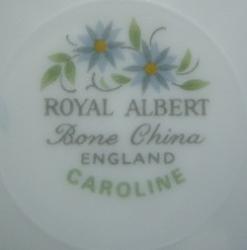 ROYAL ALBERT
Bone China
ENGLAND
CAROLINE